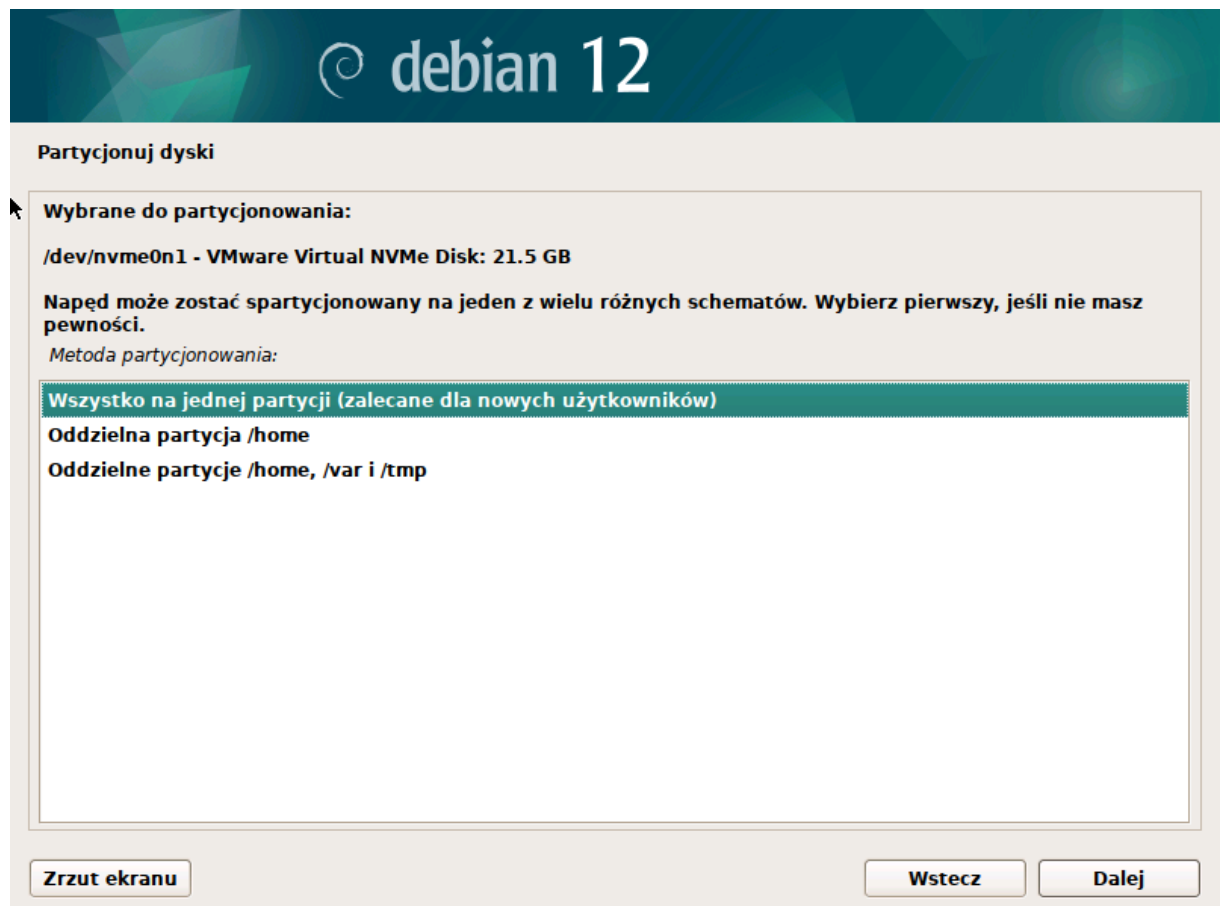 debian 12
Partycjonuj dyski
Wybrane do partycjonowania:
/dev/nvme0n1 - VMware Virtual NVMe Disk: 21.5 GB
Napęd może zostać spartycjonowany na jeden z wielu różnych schematów. Wybierz pierwszy, jeśli nie masz
pewności.
Metoda partycjonowania:
Wszystko na jednej partycji (zalecane dla nowych użytkowników)
Oddzielna partycja /home
Oddzielne partycje /home, /var i /tmp
Zrzut ekranu
Wstecz
Dalej